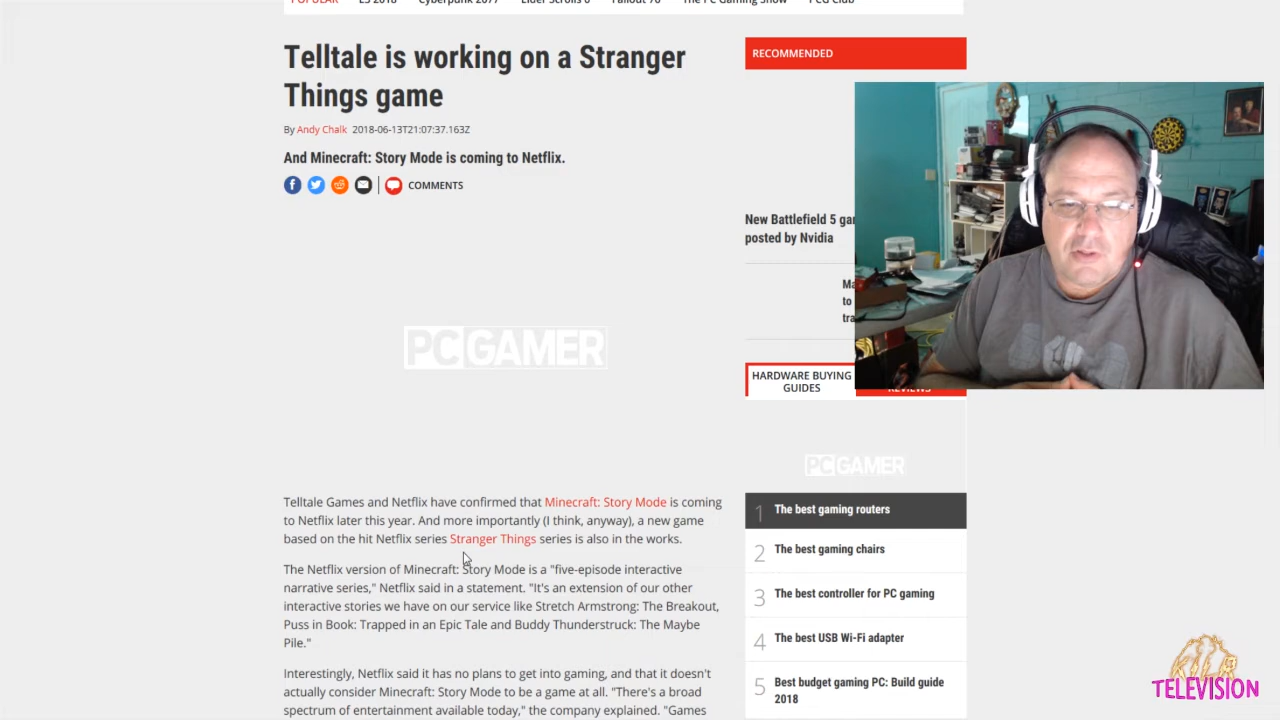 POPULAR E3 2018 Cyberpunk 2077 Elder Scrolls 6 Fallout 76 The PC Gaming Show PCG Club
Telltale is working on a Stranger
Things game
By Andy Chalk 2018-06-13T21:07:37.163Z
And Minecraft: Story Mode is coming to Netflix.
COMMENTS
PC GAMER
Telltale Games and Netflix have confirmed that Minecraft: Story Mode is coming
to Netflix later this year. And more importantly (I think, anyway), a new game
based on the hit Netflix series Stranger Things series is also in the works.
The Netflix version of Minecraft: Story Mode is a "five-episode interactive
narrative series," Netflix said in a statement. "It's an extension of our other
interactive stories we have on our service like Stretch Armstrong: The Breakout,
Puss in Book: Trapped in an Epic Tale and Buddy Thunderstruck: The Maybe
Pile."
Interestingly, Netflix said it has no plans to get into gaming, and that it doesn't
actually consider Minecraft: Story Mode to be a game at all. "There's a broad
spectrum of entertainment available today," the company explained. "Games
RECOMMENDED
New Battlefield 5
posted by Nvidia
to
HARDWARE BUYING
GUIDES
REVIEWS
PC GAMER
1 The best gaming routers
2 The best gaming chairs
3 The best controller for PC gaming
4 The best USB Wi-Fi adapter
5 Best budget gaming PC: Build guide
2018
TELEVISION